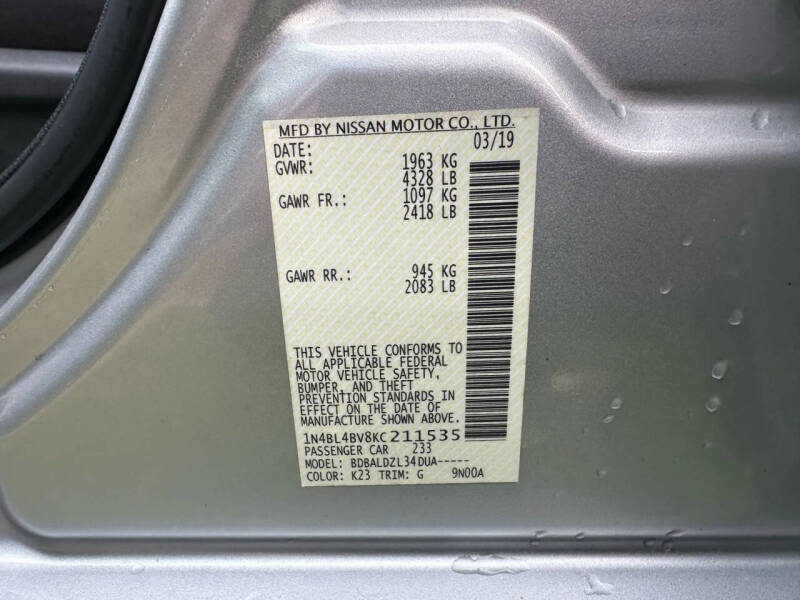 MFD BY NISSAN MOTOR CO., LTD.
DATE: 03/19
GVWR: 1963 KG
4328 LB
GAWR FR.: 1097 KG
2418 LB
GAWR RR.: 945 KG
2083 LB
THIS VEHICLE CONFORMS TO
ALL APPLICABLE FEDERAL
MOTOR VEHICLE SAFETY,
BUMPER, AND THEFT
PREVENTION STANDARDS IN
EFFECT ON THE DATE OF
MANUFACTURE SHOWN ABOVE.
1N4BL4BV8KC211535
PASSENGER CAR 233
MODEL: BDBALDZL34DUA-----
COLOR: K23 TRIM: G 9N00A